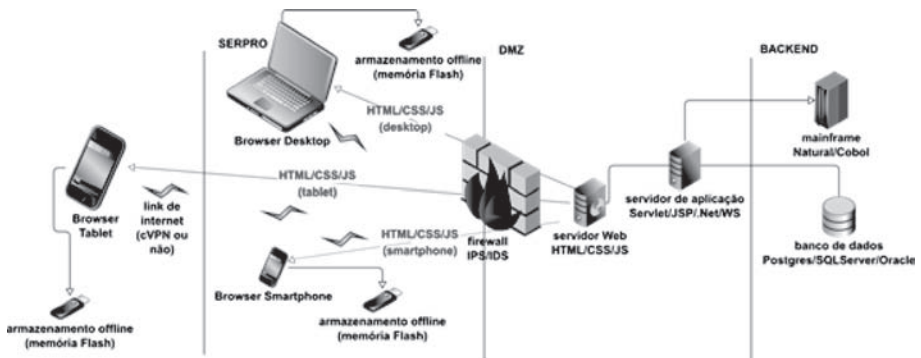 SERPRO
DMZ
BACKEND
armazenamento offline
(memória Flash)
HTML/CSS/JS
(desktop)
Browser Desktop
mainframe
Natural/Cobol
HTML/CSS/JS
(tablet)
link de
internet
(cVPN ou
não)
Browser
Tablet
servidor de aplicação
Servlet/JSP/.Net/WS
HTML/CSS/JS
(smartphone)
firewall
IPS/IDS
servidor Web
HTML/CSS/JS
banco de dados
Postgres/SQLServer/Oracle
Browser Smartphone
armazenamento offline
(memória Flash)
armazenamento offline
(memória Flash)